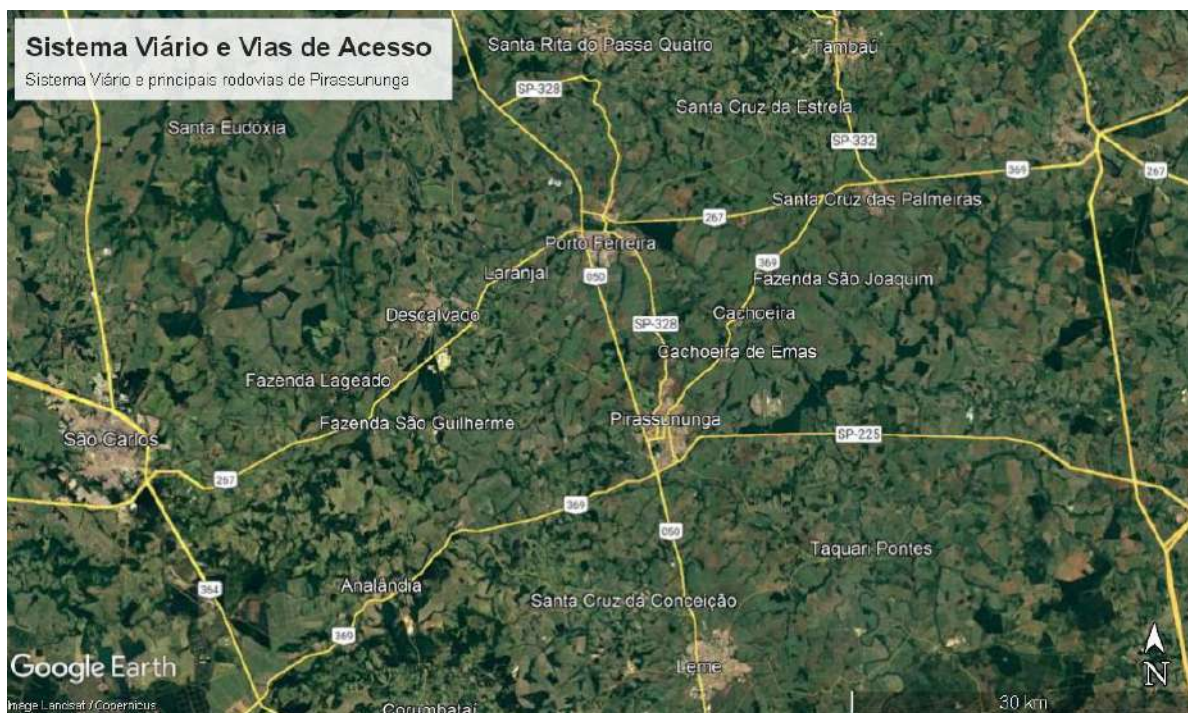 Sistema Viário e Vias de Acesso
Sistema Viário e principais rodovias de Pirassununga
Santa Rita do Passa Quatro
Tambaú
SP-328
Santa Cruz da Estrela
Santa Eudóxia
SP-332
369
267
Santa Cruz das Palmeiras
267
Porto Ferreira
369
Laranjal
050
Fazenda São Joaquim
Descalvado
Cachoeira
SP-328
Cachoeira de Emas
Fazenda Lageado
Pirassununga
Fazenda São Guilherme
São Carlos
SP-225
267
369
050
Taquari Pontes
364
Analândia
Santa Cruz da Conceição
369
Google Earth
Leme
N
30 km
Image Landsat / Copernicus
Corumbataí